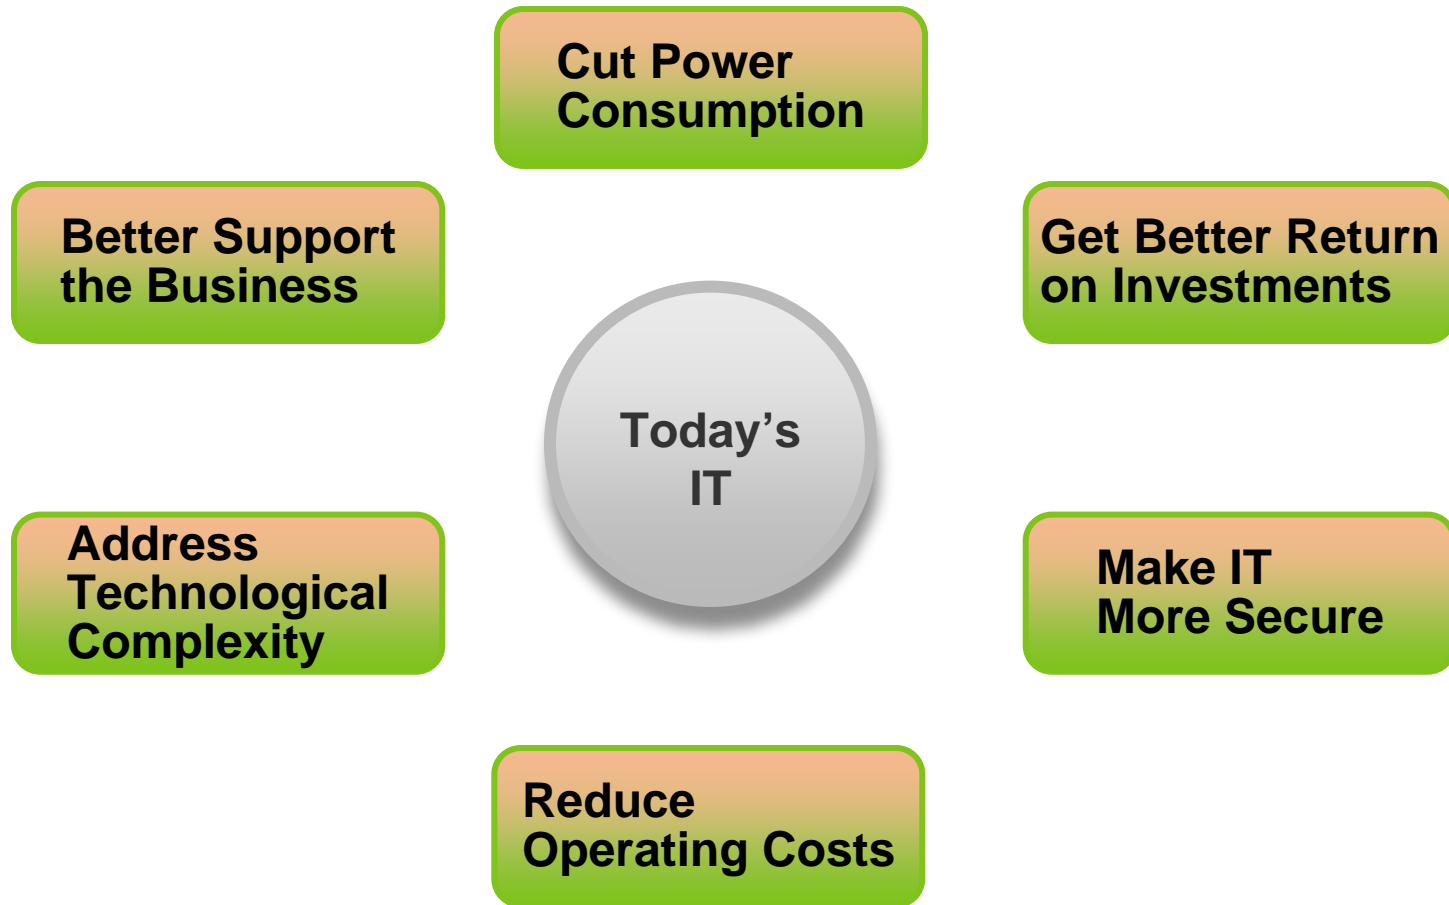 Cut Power
Consumption
Better Support
the Business
Get Better Return
on Investments
Today’s
IT
Address
Technological
Complexity
Make IT
More Secure
Reduce
Operating Costs